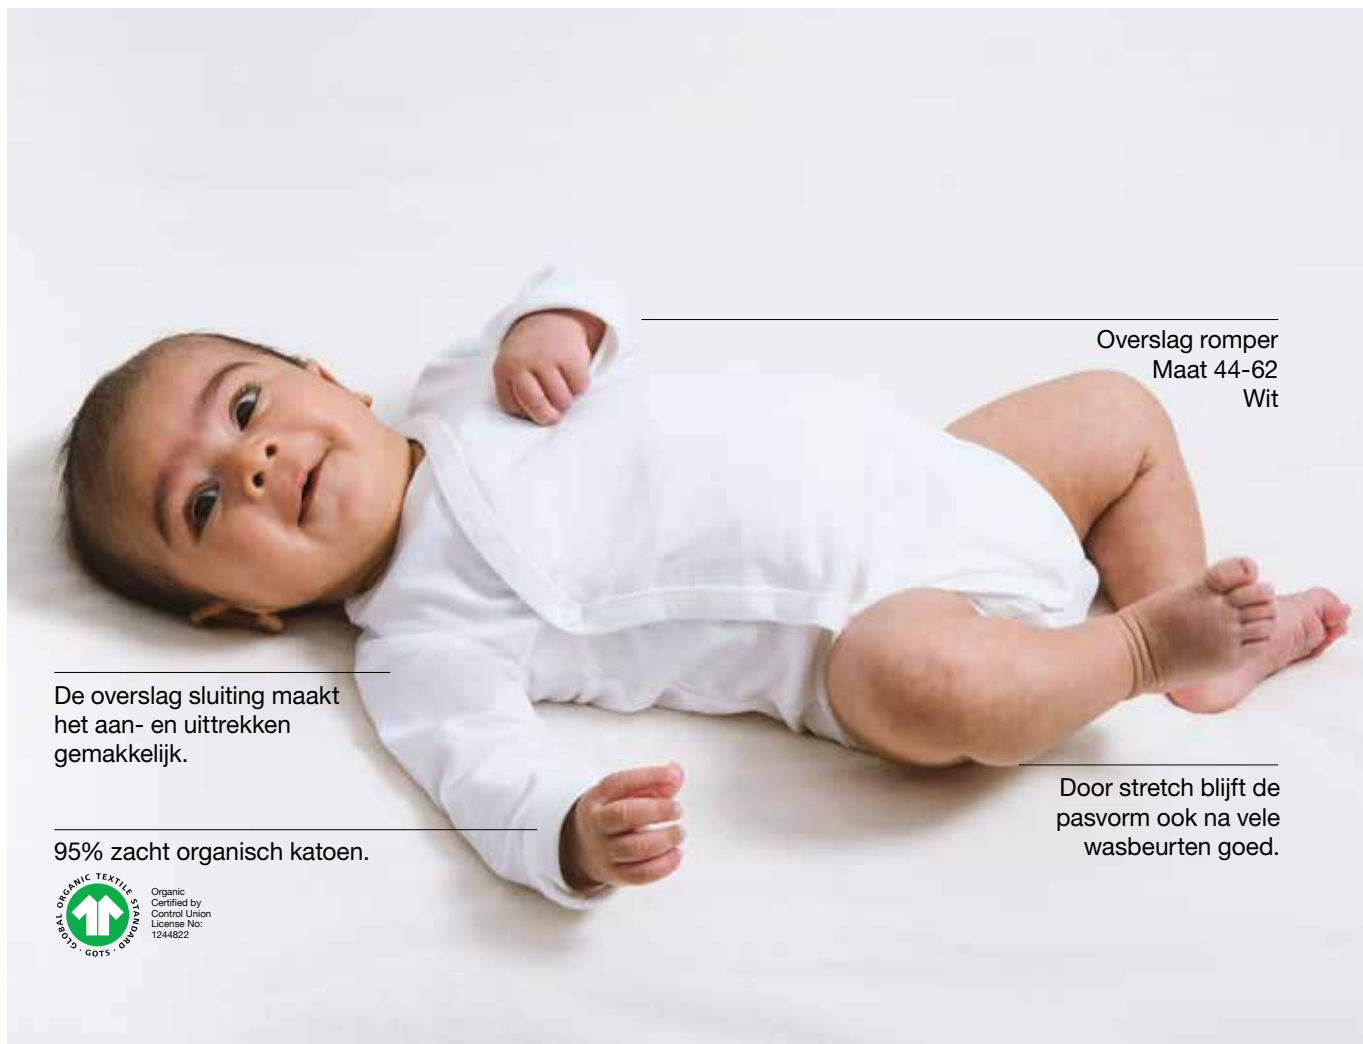 Overslag romper
Maat 44-62
Wit
De overslag sluiting maakt
het aan- en uittrekken
gemakkelijk.
Door stretch blijft de
pasvorm ook na vele
wasbeurten goed.
95% zacht organisch katoen.
GLOBAL ORGANIC TEXTILE STANDARD · GOTS ·
Organic
Certified by
Control Union
License No:
1244822